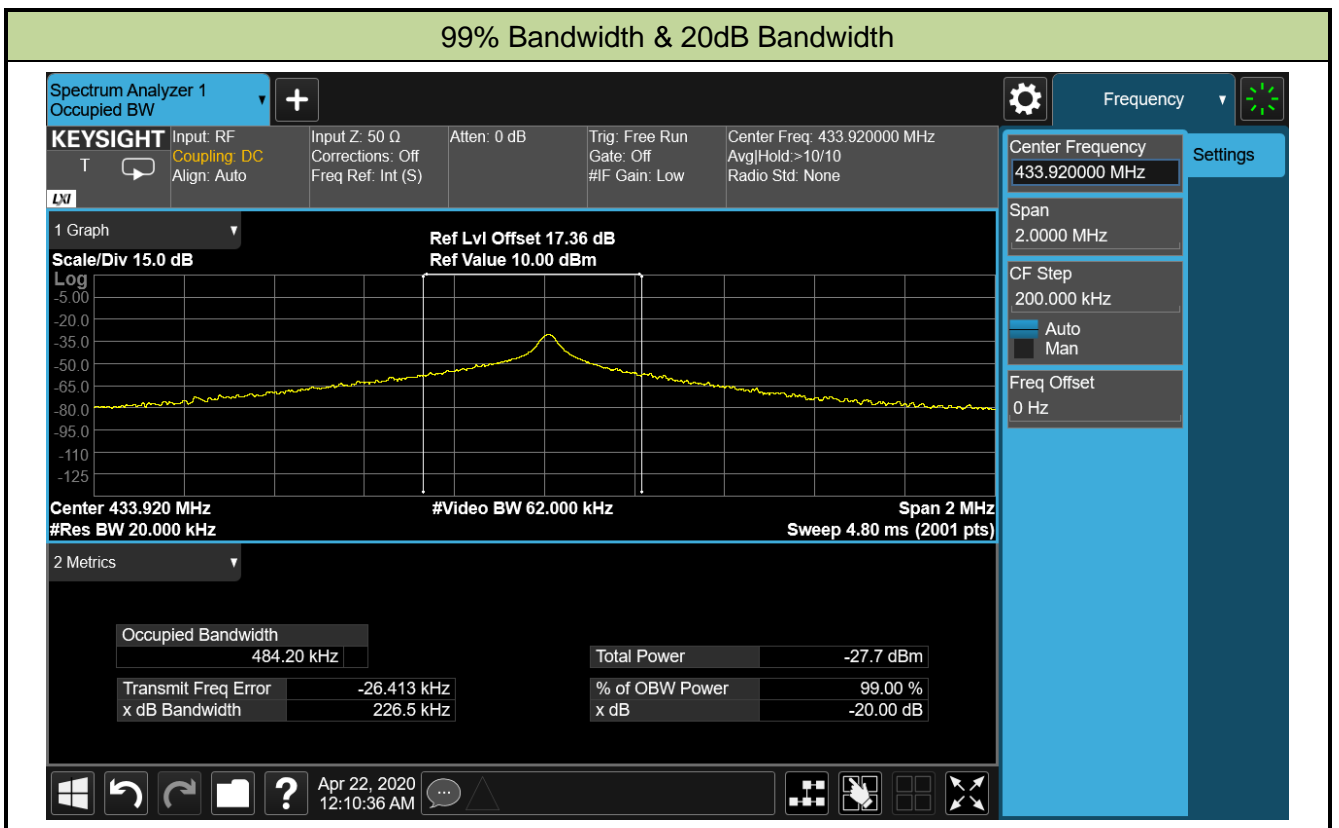 99% Bandwidth & 20dB Bandwidth
Spectrum Analyzer 1
Occupied BW
Frequency
KEYSIGHT
T
LXI
Input: RF
Coupling: DC
Align: Auto
Input Z: 50 Ω
Corrections: Off
Freq Ref: Int (S)
Atten: 0 dB
Trig: Free Run
Gate: Off
#IF Gain: Low
Center Freq: 433.920000 MHz
Avg|Hold:>10/10
Radio Std: None
Center Frequency
433.920000 MHz
Settings
Span
2.0000 MHz
CF Step
200.000 kHz
Auto
Man
Freq Offset
0 Hz
1 Graph
Ref Lvl Offset 17.36 dB
Scale/Div 15.0 dB
Ref Value 10.00 dBm
Log
-5.00
-20.0
-35.0
-50.0
-65.0
-80.0
-95.0
-110
-125
Center 433.920 MHz
#Video BW 62.000 kHz
Span 2 MHz
#Res BW 20.000 kHz
Sweep 4.80 ms (2001 pts)
2 Metrics
Occupied Bandwidth
484.20 kHz
Total Power -27.7 dBm
Transmit Freq Error -26.413 kHz
% of OBW Power 99.00 %
x dB Bandwidth 226.5 kHz
x dB -20.00 dB
?
Apr 22, 2020
12:10:36 AM